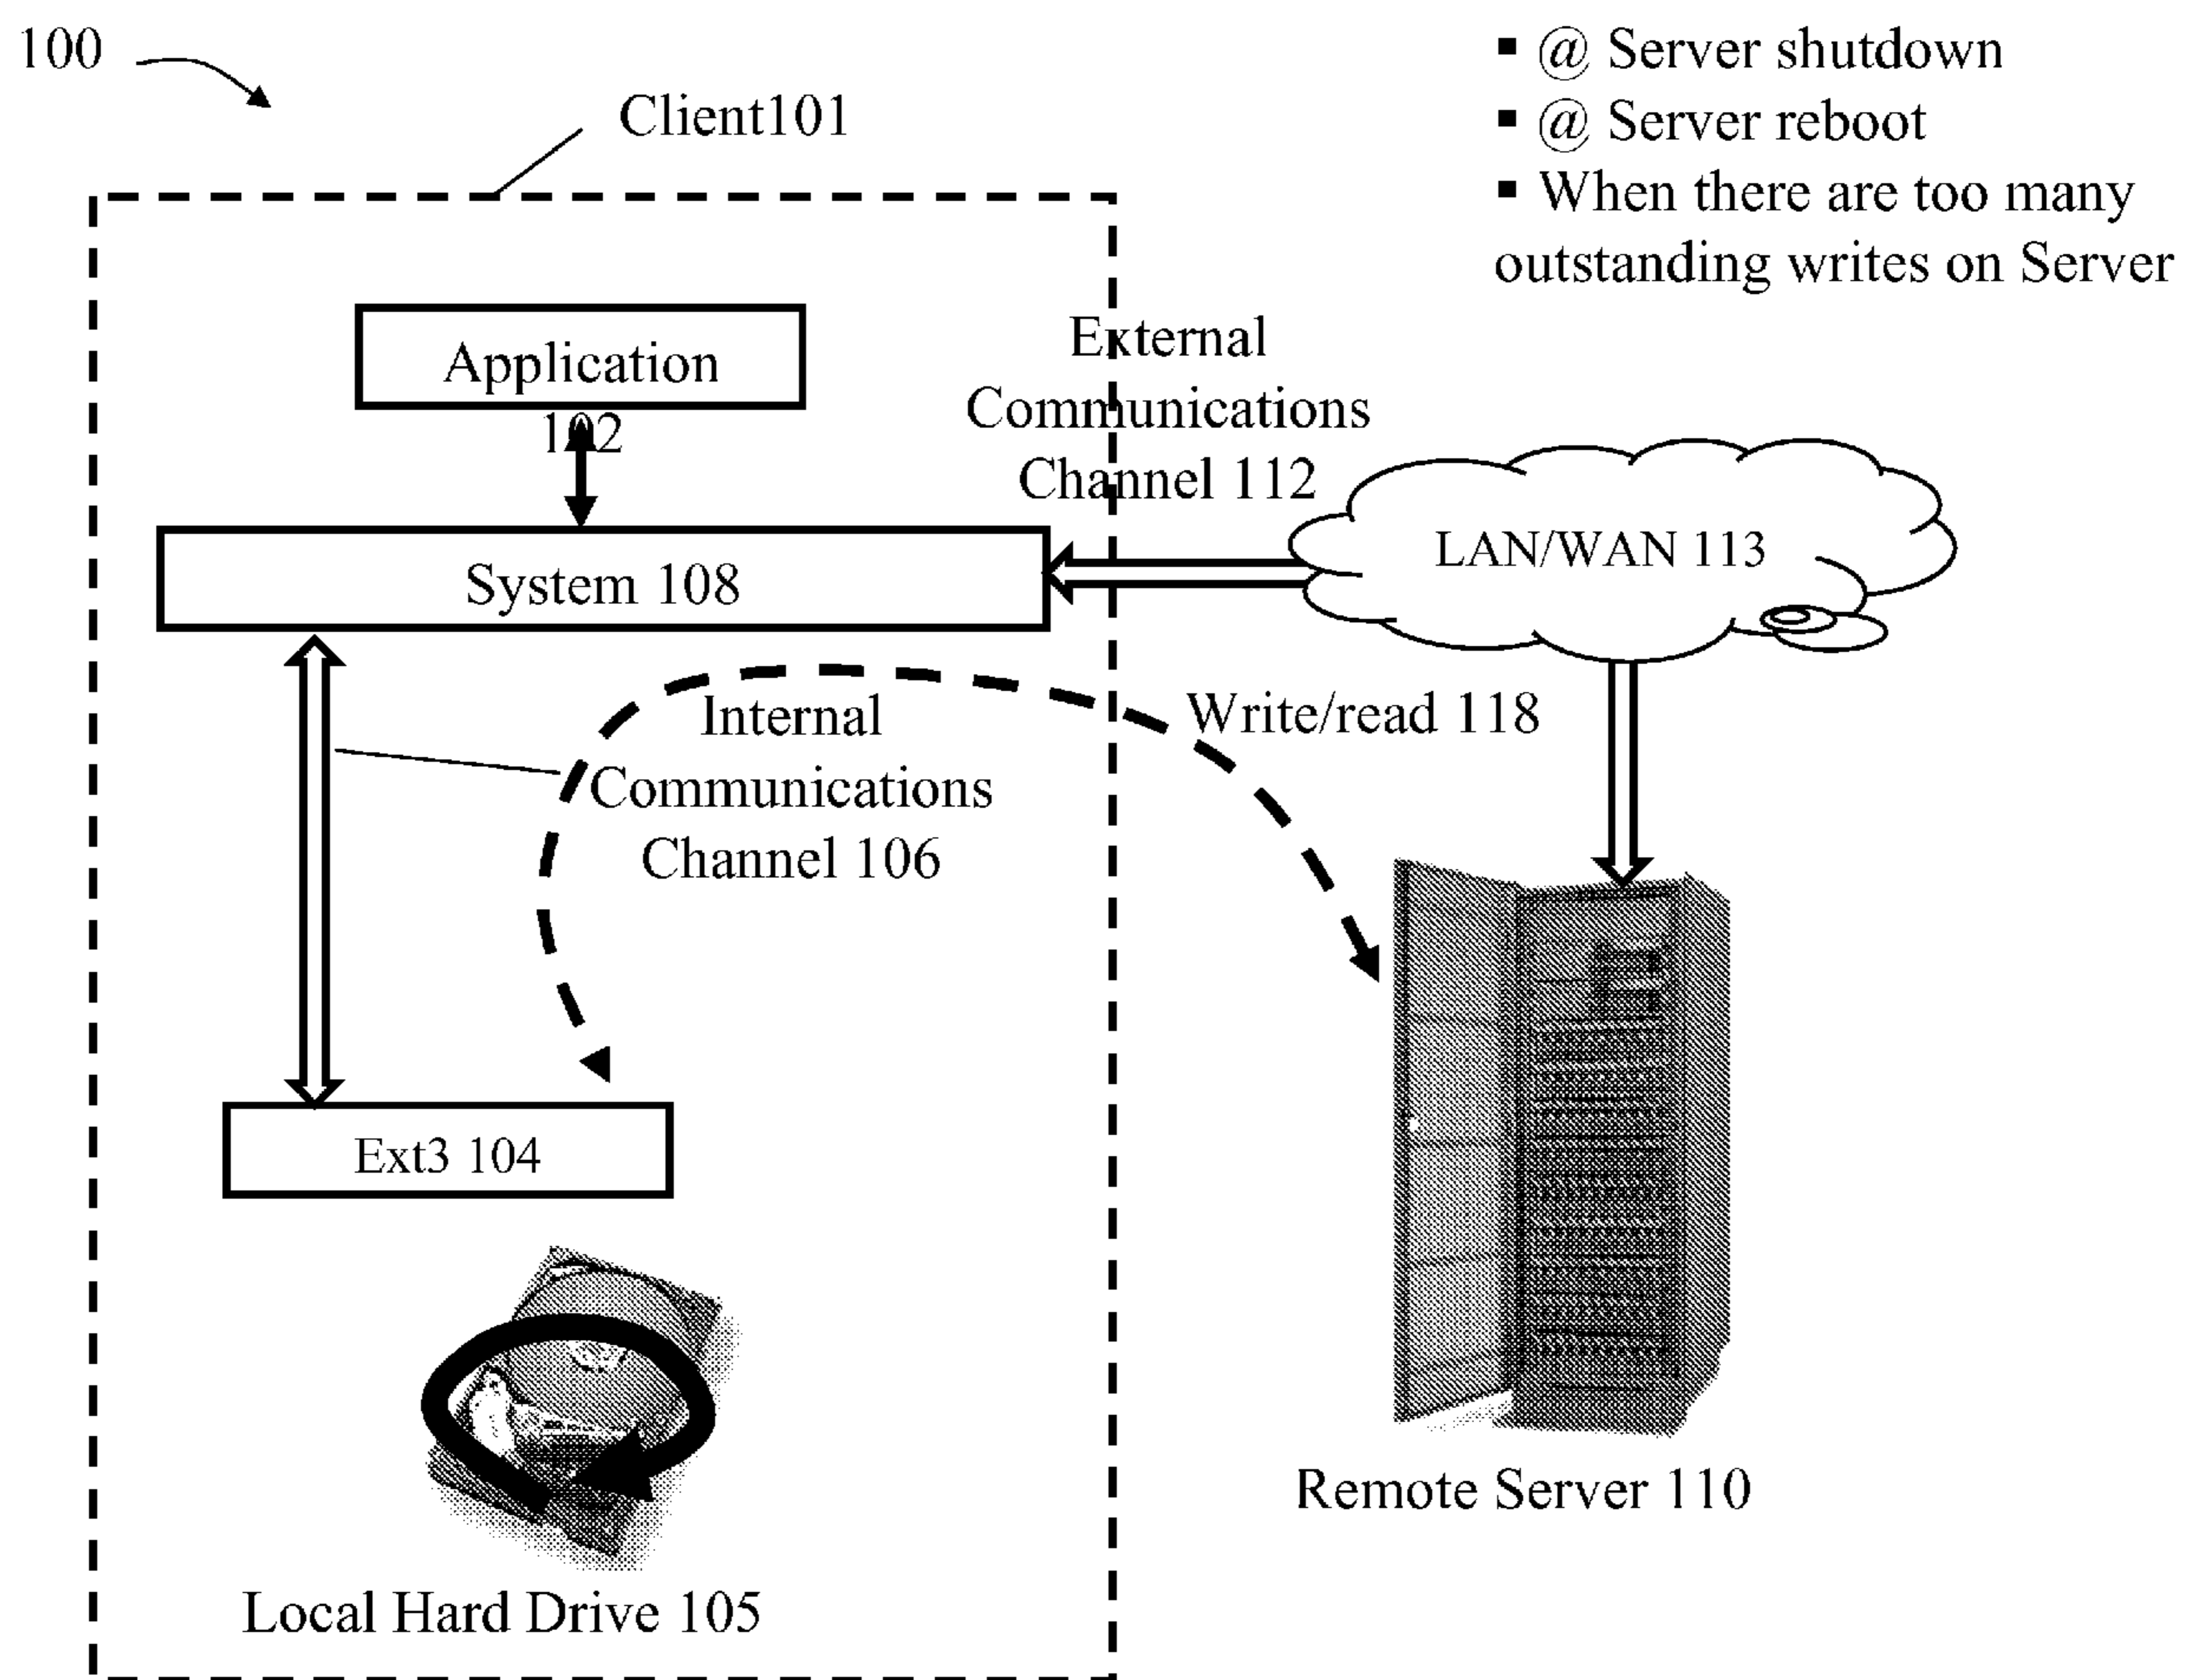 100
Client101
▪ @ Server shutdown
▪ @ Server reboot
▪ When there are too many
outstanding writes on Server
Application
102
External
Communications
Channel 112
System 108
LAN/WAN 113
Internal
Communications
Channel 106
Write/read 118
Ext3 104
Remote Server 110
Local Hard Drive 105